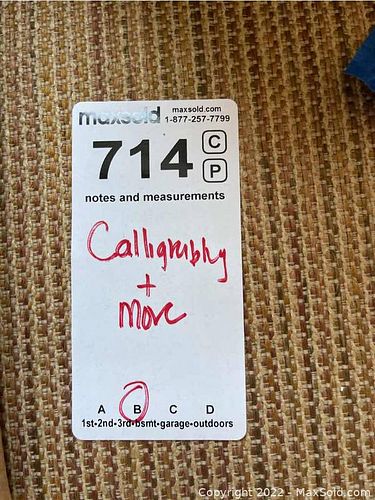 maxsold maxsold.com
1-877-257-7799
714 C
P
notes and measurements
Calligraphy
+
More
A B C D
1st-2nd-3rd-bsmt-garage-outdoors
Copyright 2022 - MaxSold.com